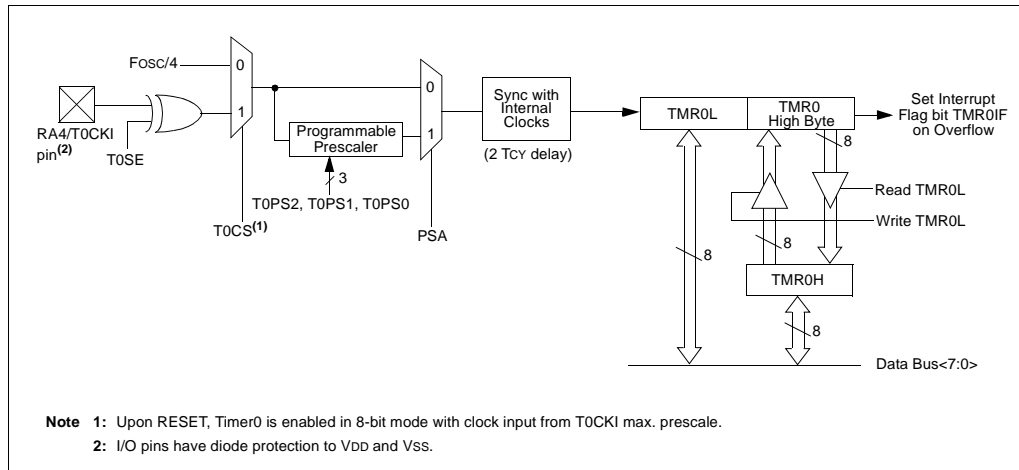 FOSC/4
0
1
RA4/T0CKI
pin(2)
T0SE
T0CS(1)
Programmable
Prescaler
3
T0PS2, T0PS1, T0PS0
0
1
PSA
Sync with
Internal
Clocks
(2 TCY delay)
TMR0L
TMR0
High Byte
Set Interrupt
Flag bit TMR0IF
on Overflow
8
Read TMR0L
Write TMR0L
8
8
TMR0H
8
Data Bus<7:0>
Note 1: Upon RESET, Timer0 is enabled in 8-bit mode with clock input from T0CKI max. prescale.
2: I/O pins have diode protection to VDD and VSS.